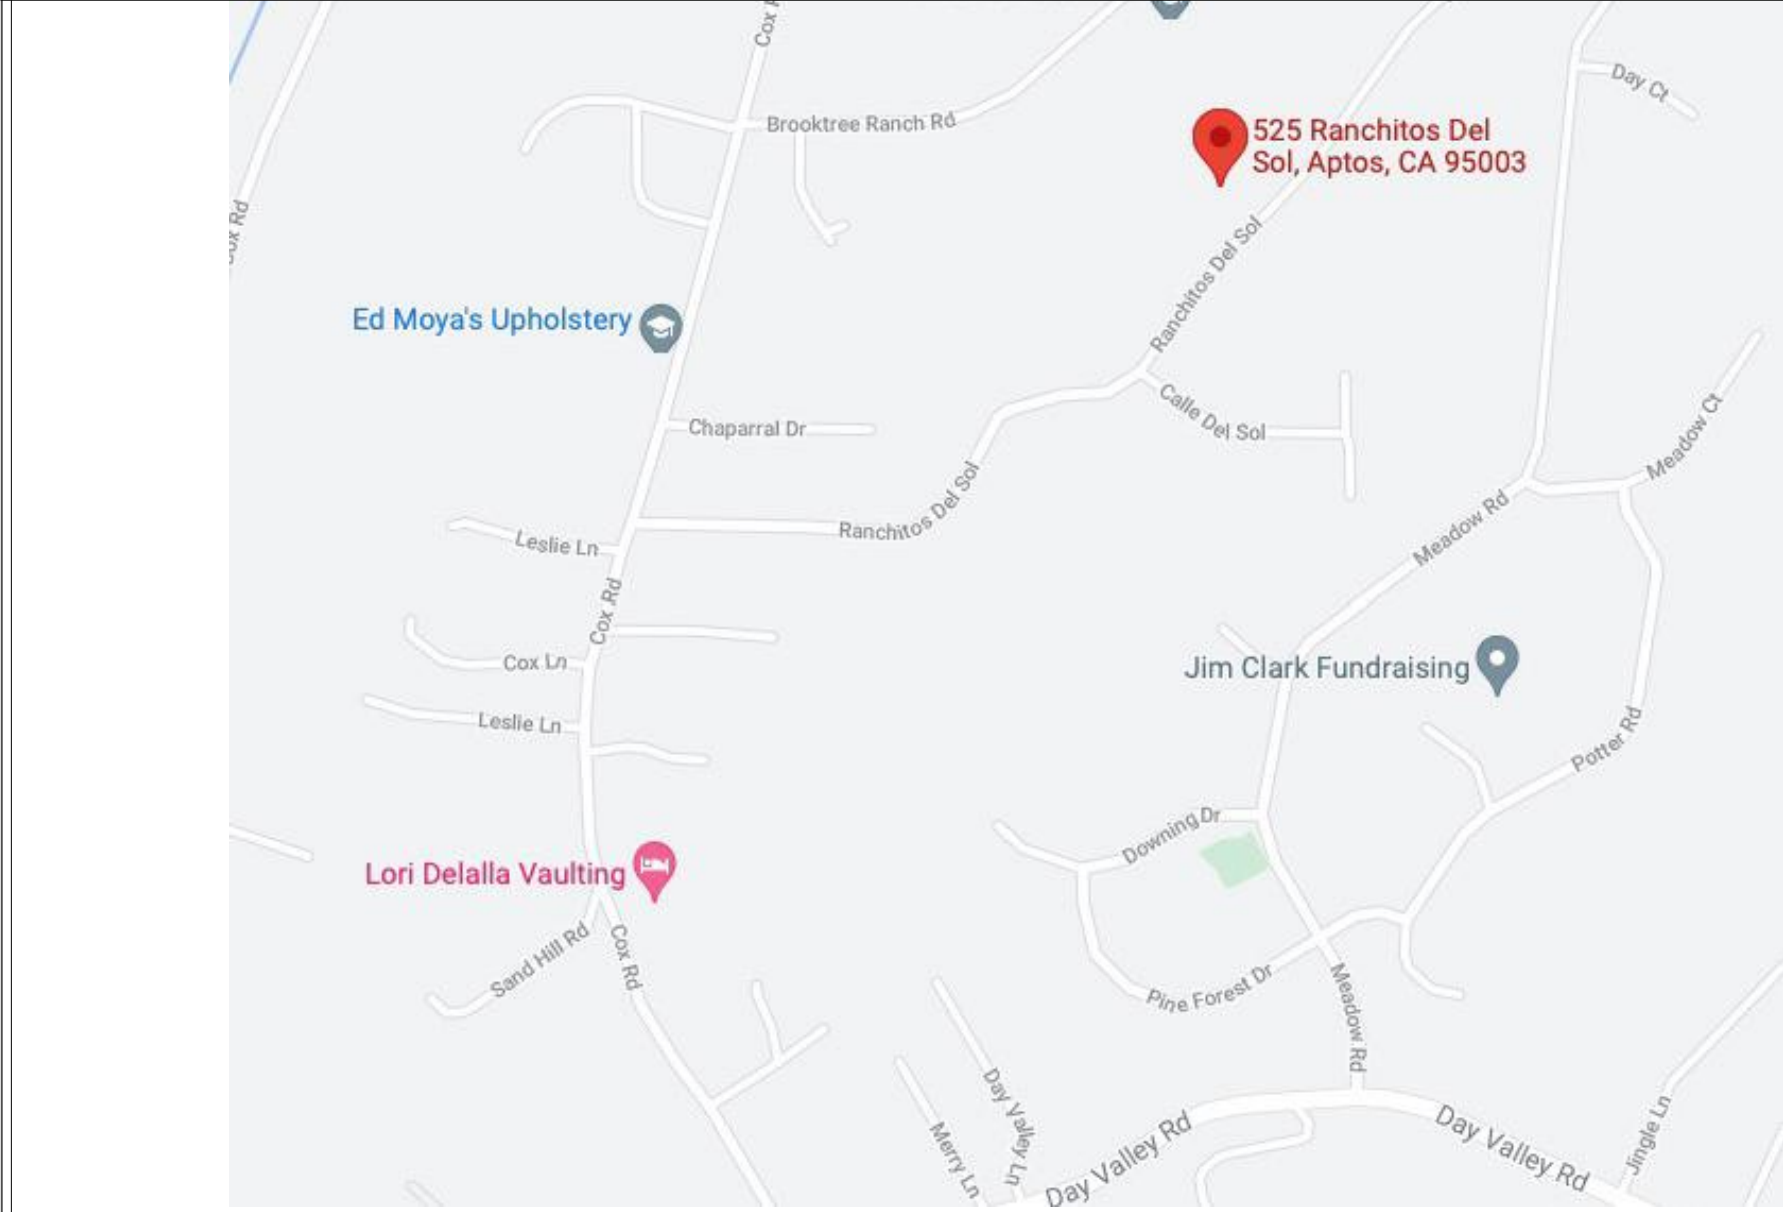 Cox
Day Ct
Brooktree Ranch Rd
525 Ranchitos Del
Sol, Aptos, CA 95003
Rd
Ranchitos Del Sol
Ed Moya's Upholstery
Calle Del Sol
Chaparral Dr
Meadow Ct
Ranchitos Del Sol
Meadow Rd
Leslie Ln
Cox Rd
Cox Ln
Jim Clark Fundraising
Leslie Ln
Potter Rd
Downing Dr
Lori Delalla Vaulting
Sand Hill Rd
Cox Rd
Pine Forest Dr
Meadow Rd
Day Valley Ln
Merry Ln
Day Valley Rd
Day Valley Rd
Jingle Ln